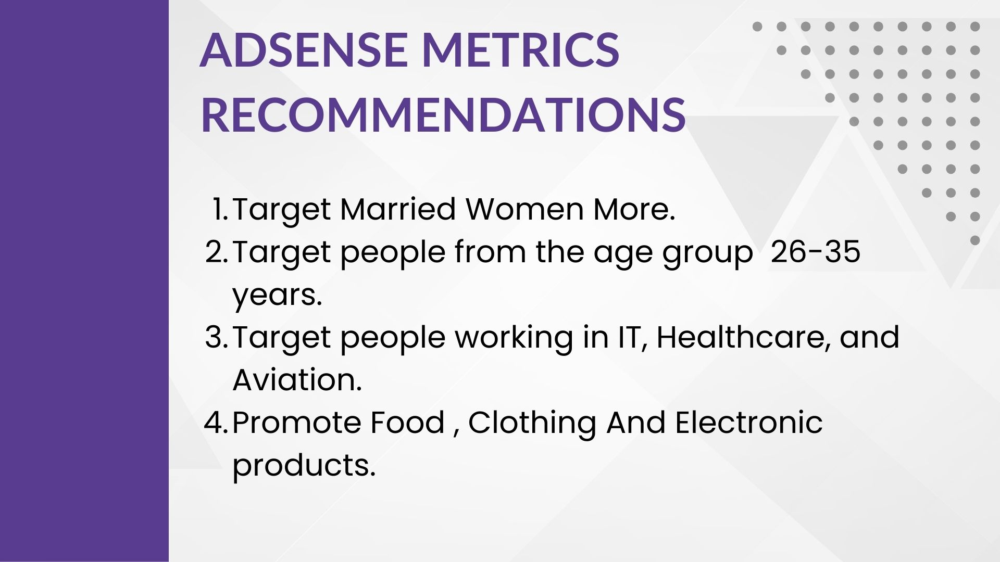 ADSENSE METRICS
RECOMMENDATIONS
1. Target Married Women More.
2. Target people from the age group  26-35
years.
3. Target people working in IT, Healthcare, and
Aviation.
4. Promote Food , Clothing And Electronic
products.